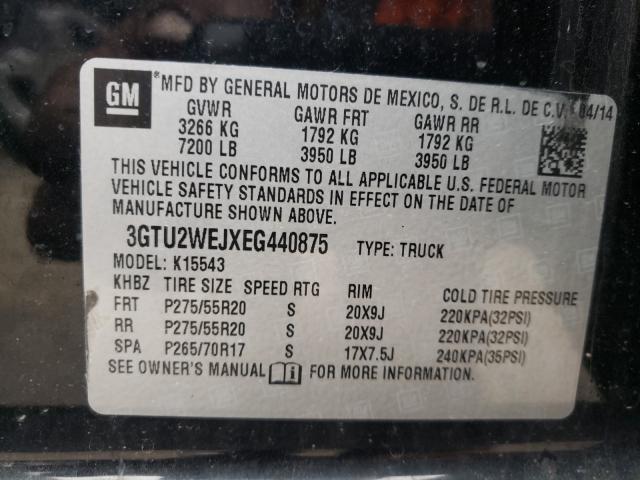 GM
*MFD BY GENERAL MOTORS DE MEXICO, S. DE R.L. DE C.V.* 04/14
GVWR GAWR FRT GAWR RR
3266 KG 1792 KG 1792 KG
7200 LB 3950 LB 3950 LB
THIS VEHICLE CONFORMS TO ALL APPLICABLE U.S. FEDERAL MOTOR
VEHICLE SAFETY STANDARDS IN EFFECT ON THE DATE OF
MANUFACTURE SHOWN ABOVE.
3GTU2WEJXEG440875 TYPE: TRUCK
MODEL: K15543
KHBZ TIRE SIZE SPEED RTG RIM COLD TIRE PRESSURE
FRT P275/55R20 S 20X9J 220KPA(32PSI)
RR P275/55R20 S 20X9J 220KPA(32PSI)
SPA P265/70R17 S 17X7.5J 240KPA(35PSI)
SEE OWNER'S MANUAL FOR MORE INFORMATION.